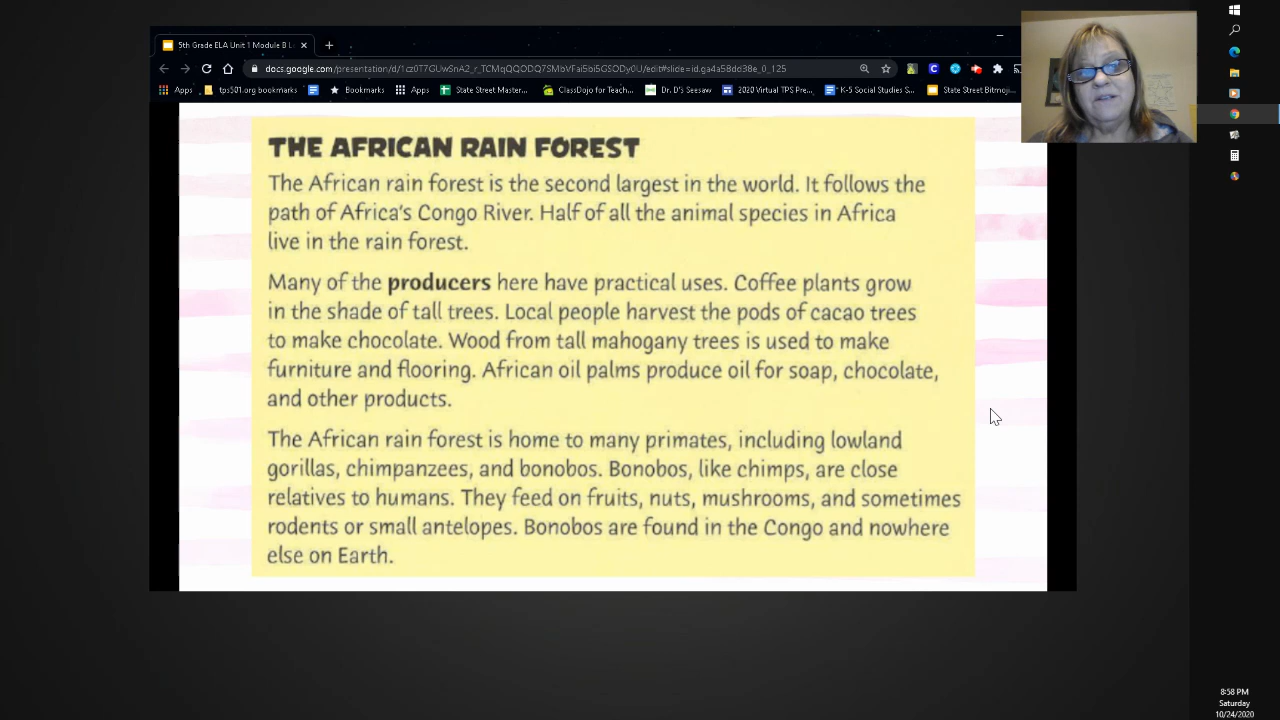 5th Grade ELA Unit 1 Module B L
docs.google.com/presentation/d/
Apps
tps501.org bookmarks
Bookmarks
Apps
State Street Master...
ClassDojo for Teach...
Dr. D'S Seesaw
2020 Virtual TPS Pre...
K-5 Social Studies S...
State Street Bitmoji
THE AFRICAN RAIN FOREST
The African rain forest is the second largest in the world. It follows the
path of Africa's Congo River. Half of all the animal species in Africa
live in the rain forest.
Many of the producers here have practical uses. Coffee plants grow
in the shade of tall trees. Local people harvest the pods of cacao trees
to make chocolate. Wood from tall mahogany trees is used to make
furniture and flooring. African oil palms produce oil for soap, chocolate,
and other products.
The African rain forest is home to many primates, including lowland
gorillas, chimpanzees, and bonobos. Bonobos, like chimps, are close
relatives to humans. They feed on fruits, nuts, mushrooms, and sometimes
rodents or small antelopes. Bonobos are found in the Congo and nowhere
else on Earth.
8:58 PM
Saturday
10/24/2020